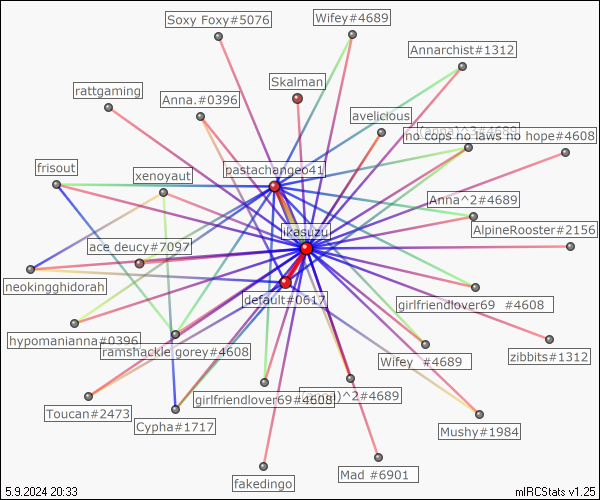 Soxy Foxy#5076
Wifey#4689
Annarchist#1312
Skalman
rattgaming
Anna.#0396
avelicious
no cops no laws no hope#4608
frisout
xenoyaut
pastachangeo41
Anna^2#4689
AlpineRooster#2156
ikasuzu
ace deucy#7097
neokingghidorah
default#0617
girlfriendlover69 #4608
hypomanianna#0396
ramshackle gorey#4608
Wifey #4689
zibbits#1312
girlfriendlover69#4608
)^2#4689
Toucan#2473
Cypha#1717
Mushy#1984
fakedingo
Mad #6901
5.9.2024 20:33
mIRCStats v1.25